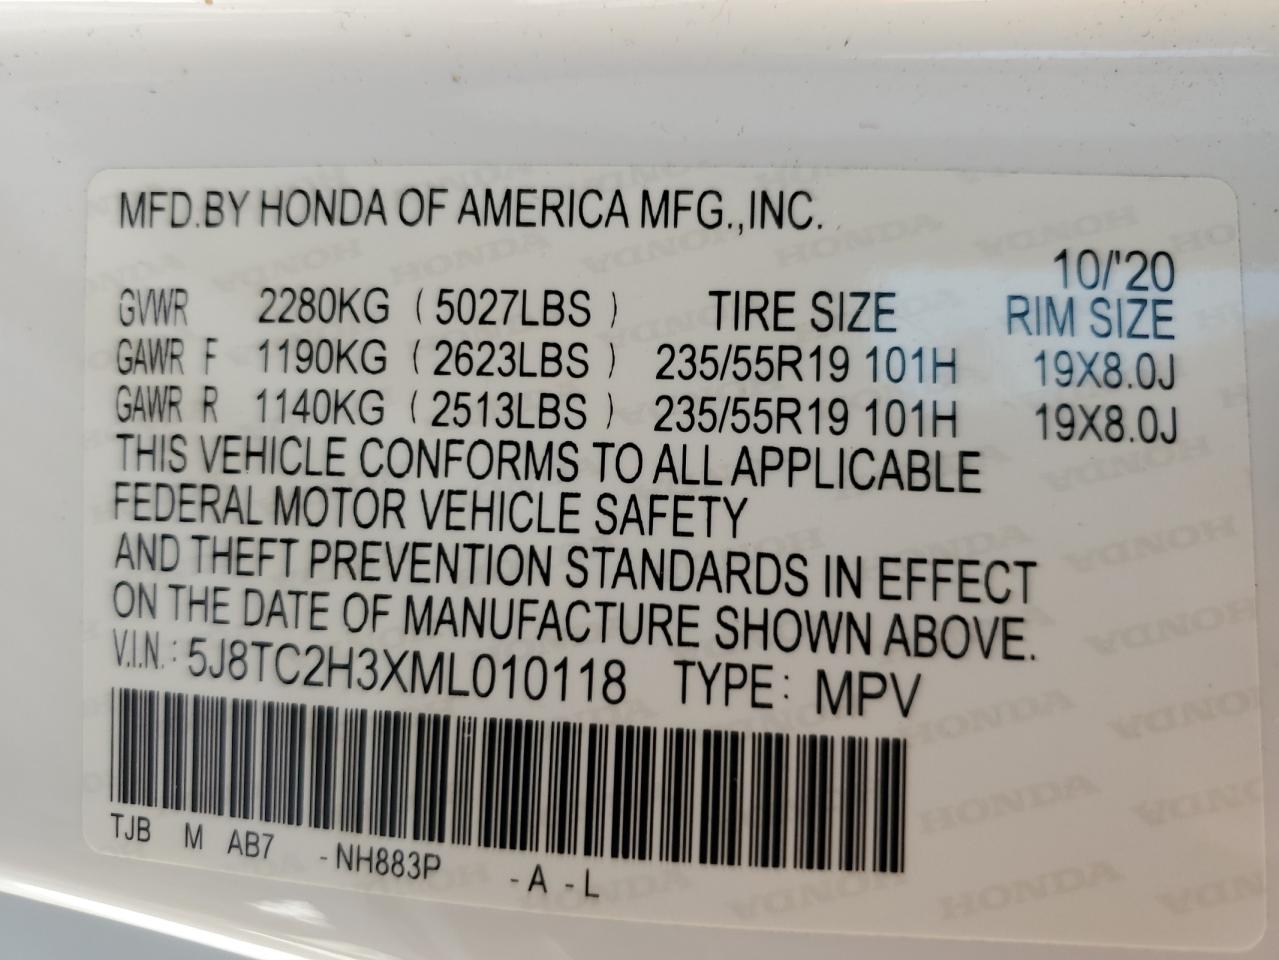 MFD.BY HONDA OF AMERICA MFG.,INC.
10/'20
GVWR 2280KG ( 5027LBS ) TIRE SIZE RIM SIZE
GAWR F 1190KG ( 2623LBS ) 235/55R19 101H 19X8.0J
GAWR R 1140KG ( 2513LBS ) 235/55R19 101H 19X8.0J
THIS VEHICLE CONFORMS TO ALL APPLICABLE
FEDERAL MOTOR VEHICLE SAFETY
AND THEFT PREVENTION STANDARDS IN EFFECT
ON THE DATE OF MANUFACTURE SHOWN ABOVE.
V.I.N.: 5J8TC2H3XML010118 TYPE: MPV
TJB M AB7 -NH883P -A -L